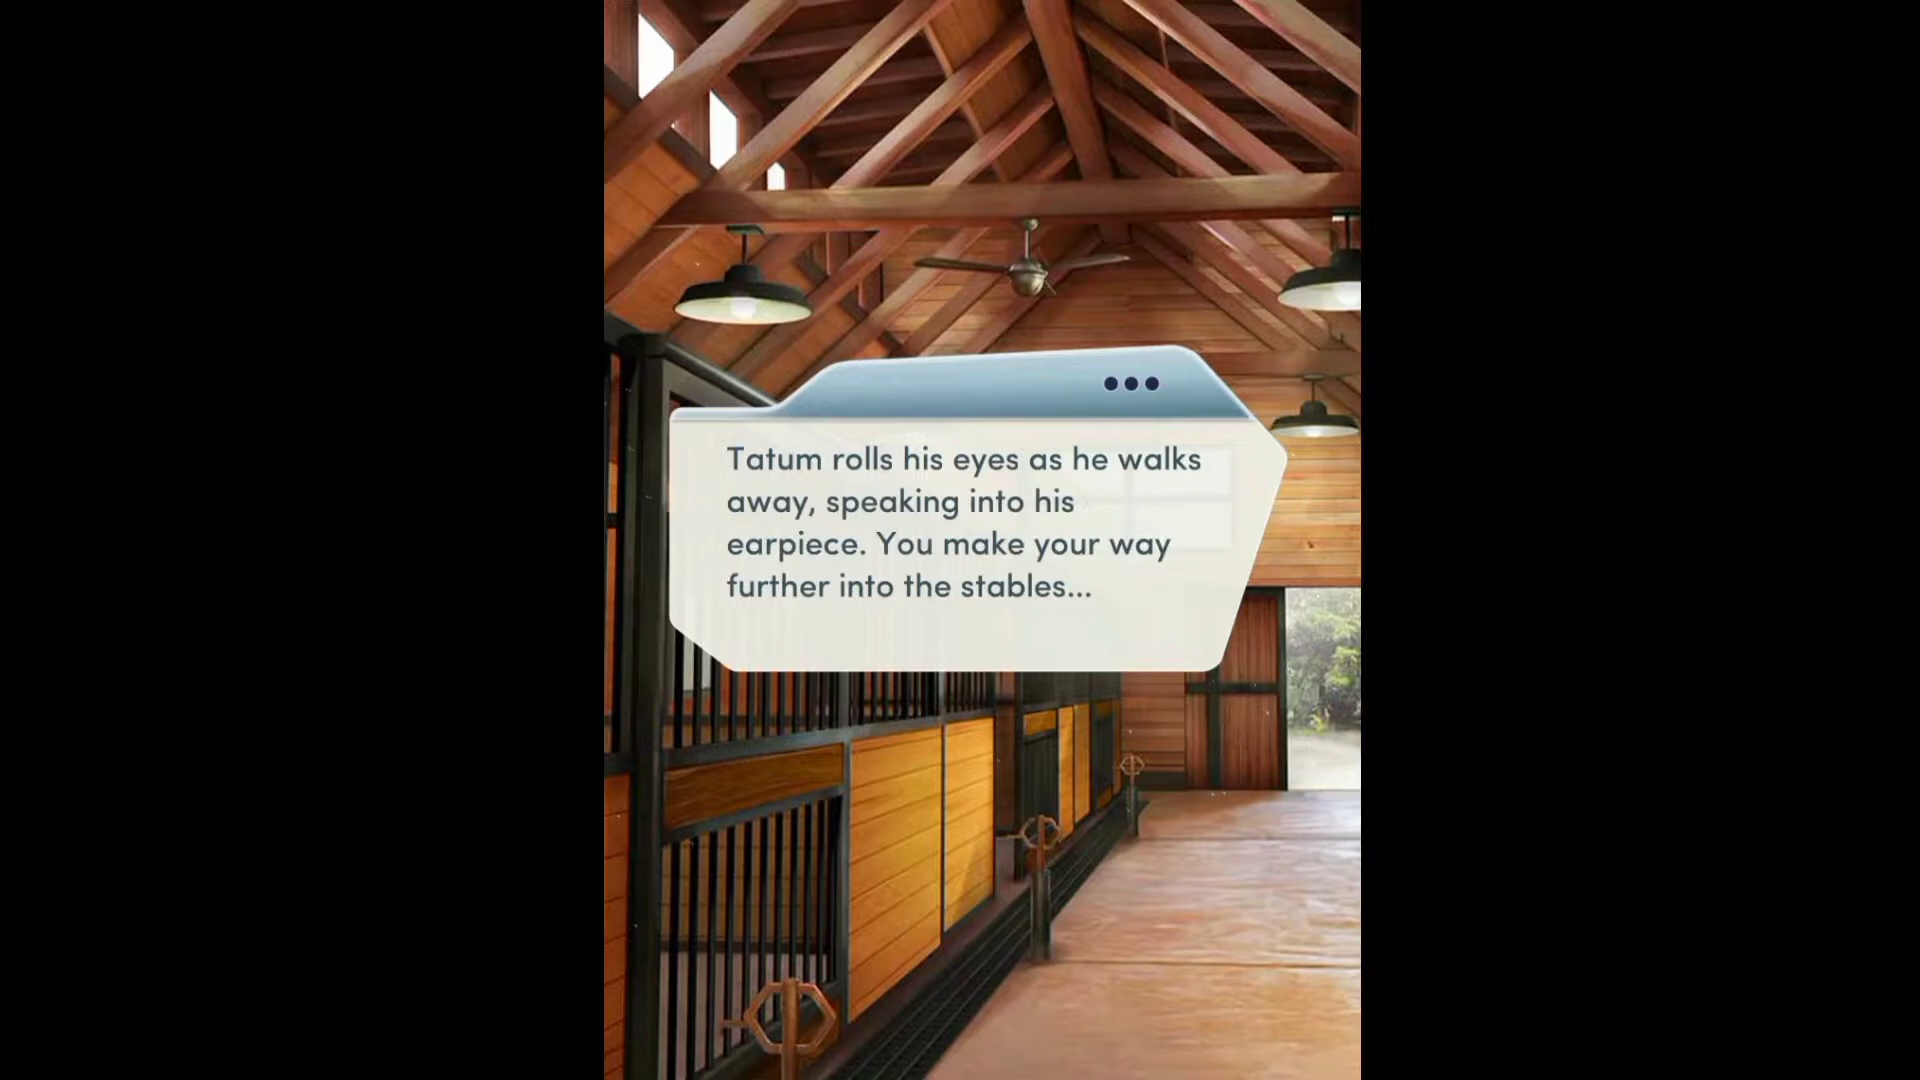 Tatum rolls his eyes as he walks
away, speaking into his
earpiece. You make your way
further into the stables...